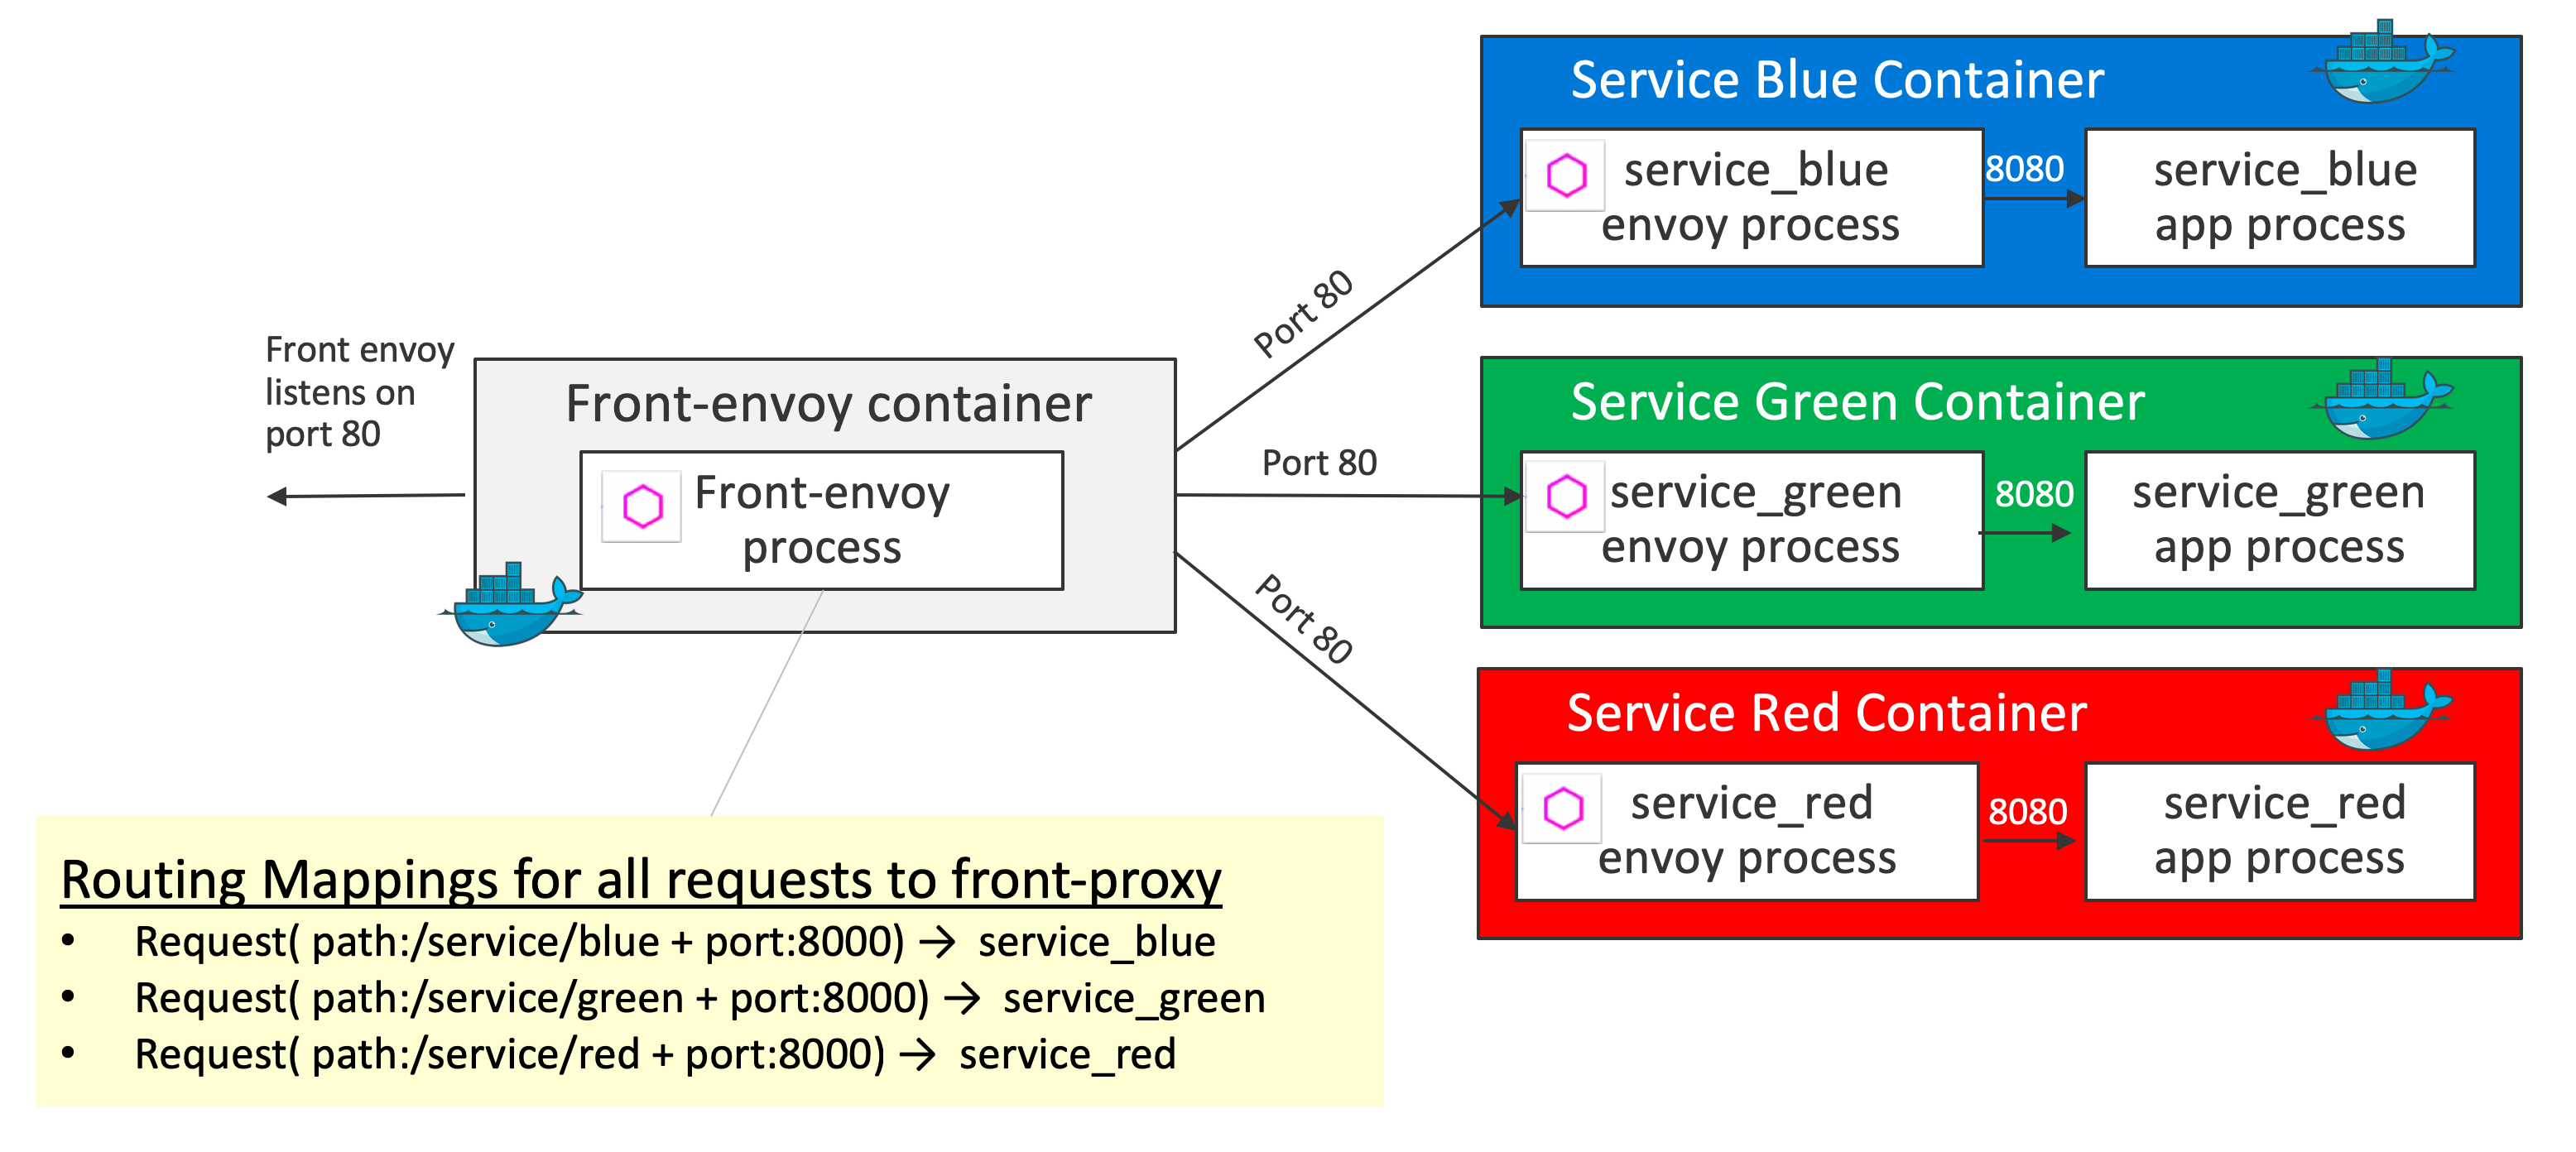 Service Blue Container
service_blue
envoy process
8080
service_blue
app process
Port 80
Front envoy
listens on
port 80
Front-envoy container
Front-envoy
process
Port 80
Service Green Container
service_green
envoy process
8080
service_green
app process
Port 80
Service Red Container
service_red
envoy process
8080
service_red
app process
Routing Mappings for all requests to front-proxy
• Request( path:/service/blue + port:8000) → service_blue
• Request( path:/service/green + port:8000) → service_green
• Request( path:/service/red + port:8000) → service_red